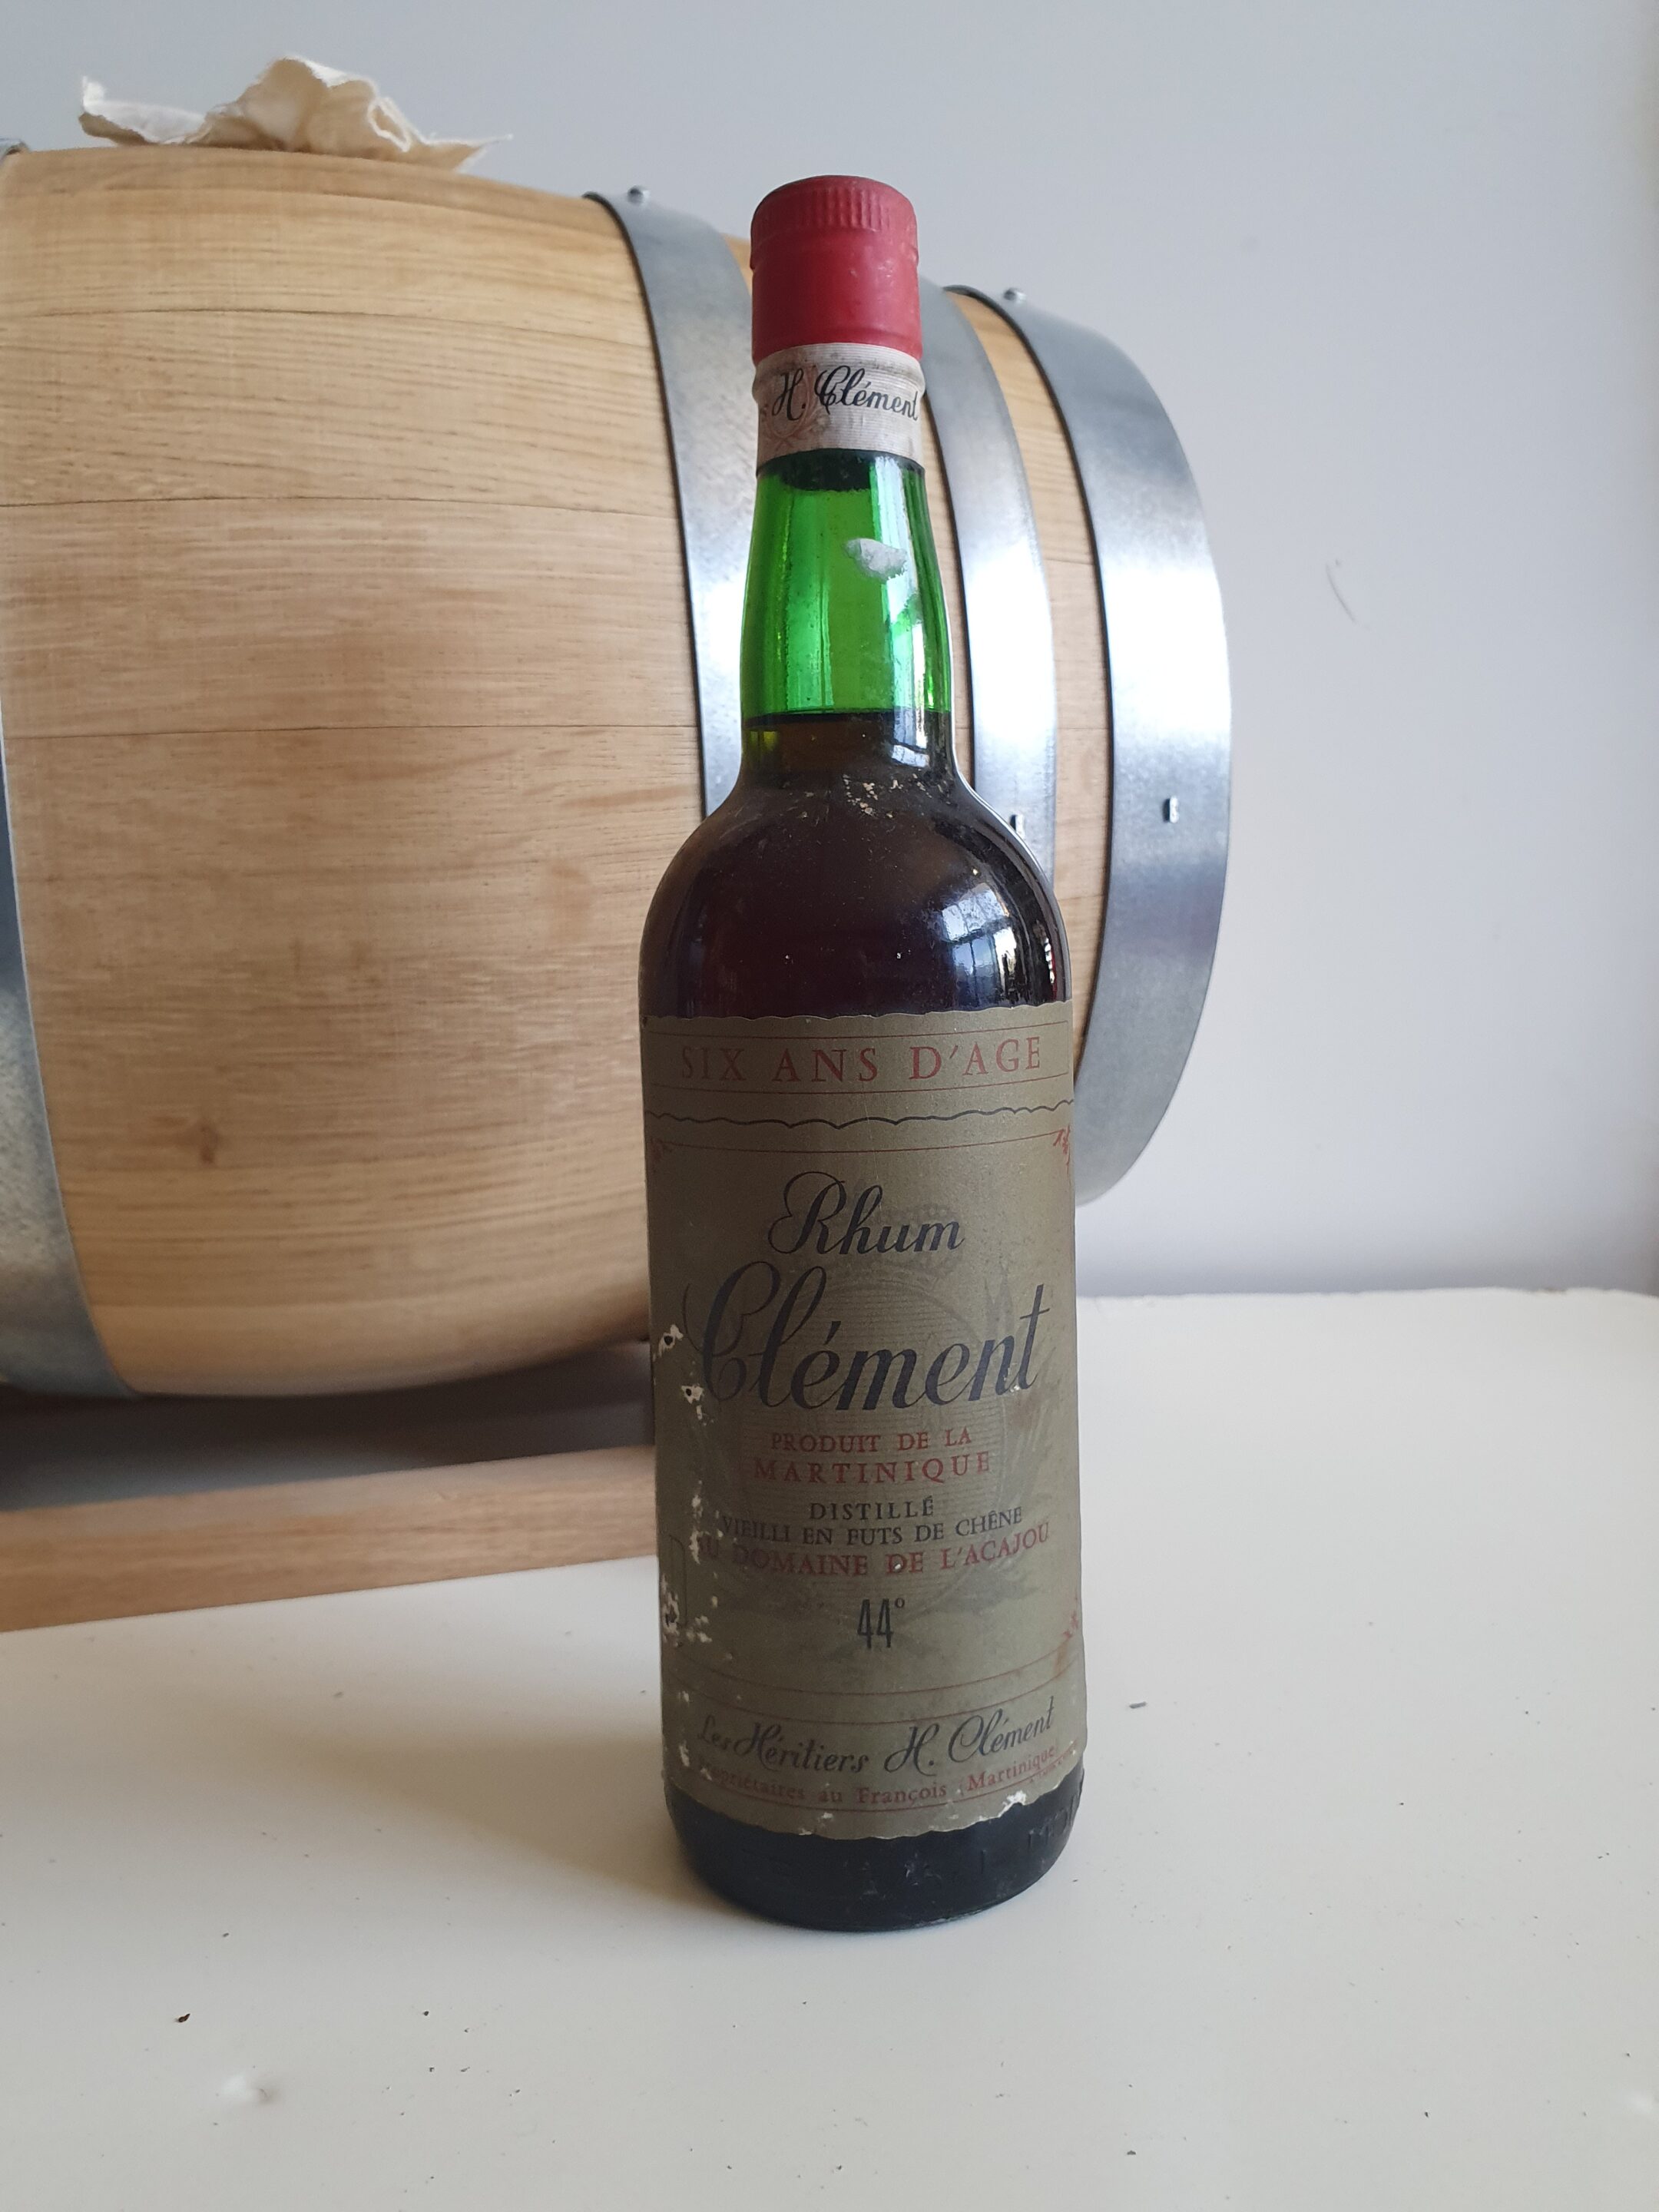 H. Clément
SIX ANS D'AGE
Rhum
Clément
PRODUIT DE LA
MARTINIQUE
DISTILLÉ
VIEILLI EN FUTS DE CHÊNE
AU DOMAINE DE L'ACAJOU
44°
Les Héritiers H. Clément
Propriétaires au François (Martinique)